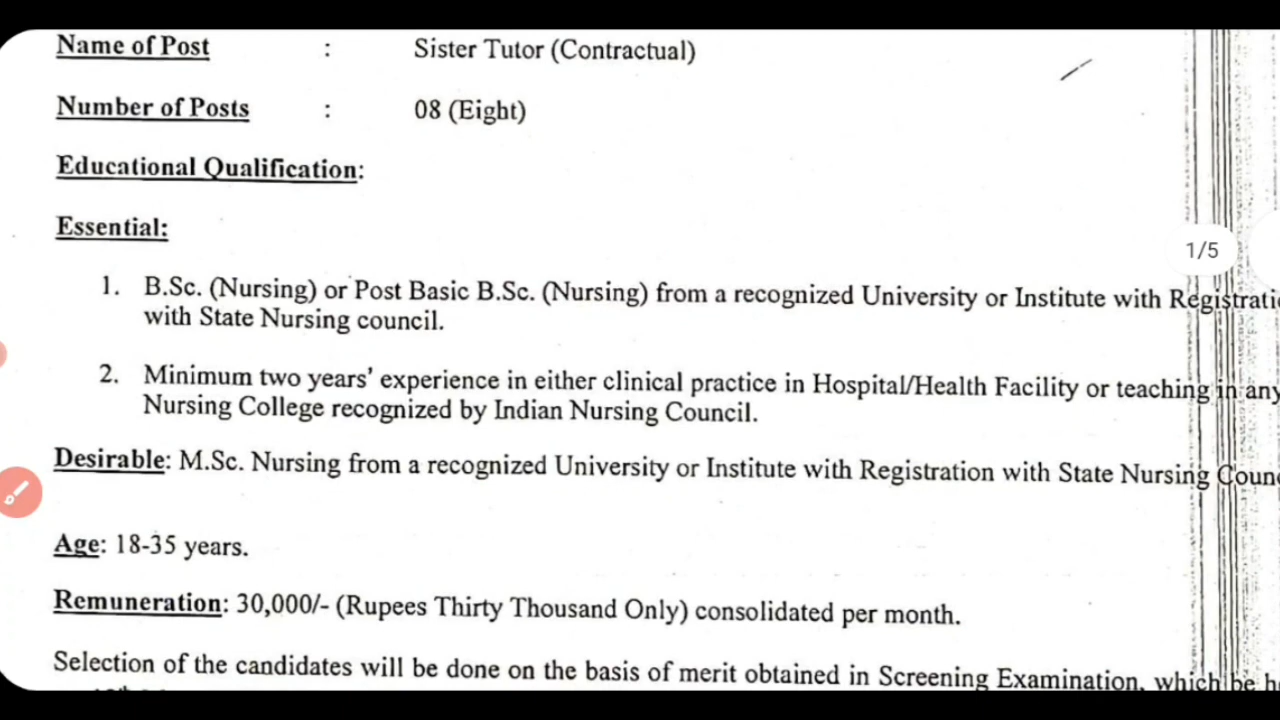 Name of Post : Sister Tutor (Contractual)
Number of Posts : 08 (Eight)
Educational Qualification:
Essential:
1/5
1. B.Sc. (Nursing) or Post Basic B.Sc. (Nursing) from a recognized University or Institute with Registratio
with State Nursing council.
2. Minimum two years' experience in either clinical practice in Hospital/Health Facility or teaching in any
Nursing College recognized by Indian Nursing Council.
Desirable: M.Sc. Nursing from a recognized University or Institute with Registration with State Nursing Counc
Age: 18-35 years.
Remuneration: 30,000/- (Rupees Thirty Thousand Only) consolidated per month.
Selection of the candidates will be done on the basis of merit obtained in Screening Examination, which be